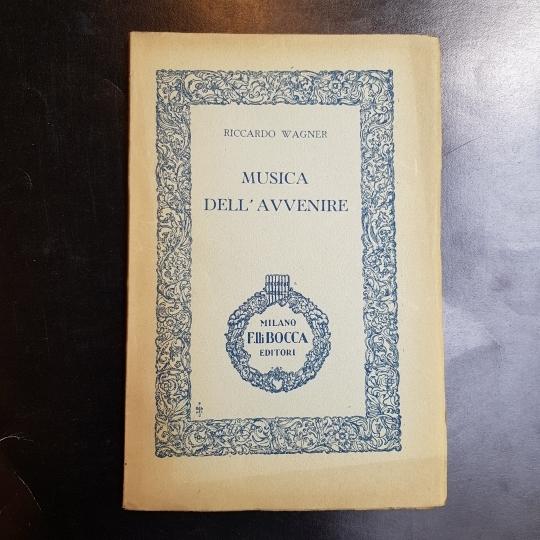 RICCARDO WAGNER
MUSICA
DELL'AVVENIRE
MILANO
F.lli BOCCA
EDITORI